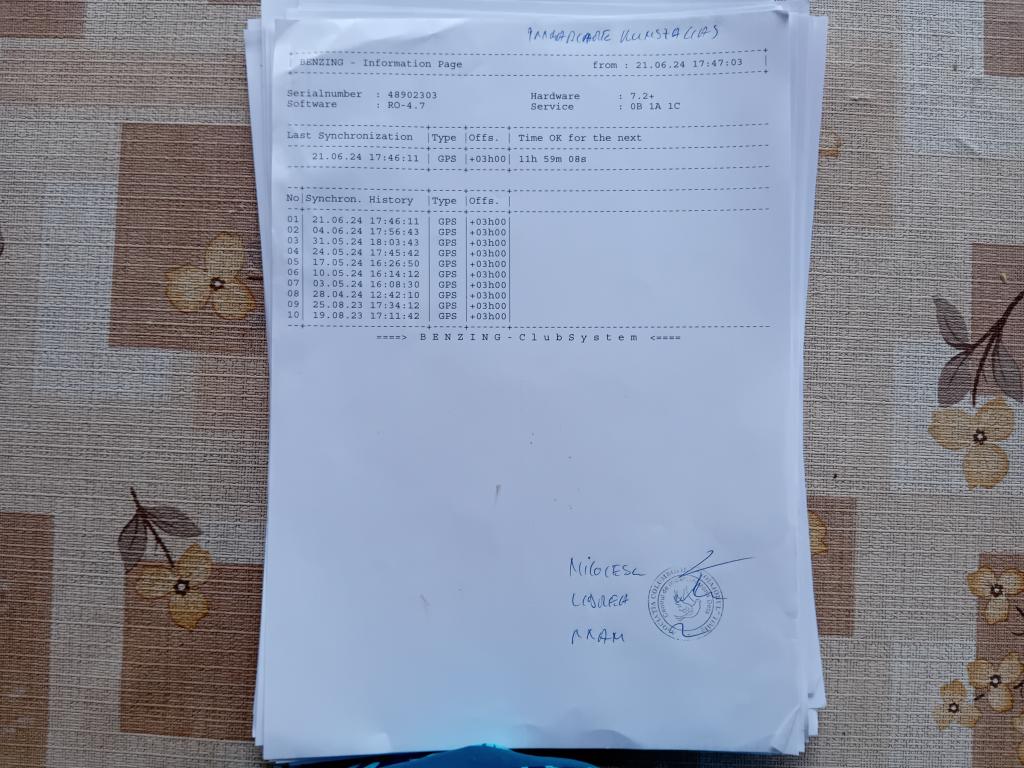 BENZING - Information Page from : 21.06.24 17:47:03
Serialnumber : 48902303 Hardware : 7.2+
Software : RO-4.7 Service : 0B 1A 1C
Last Synchronization |Type |Offs. | Time OK for the next
21.06.24 17:46:11 | GPS |+03h00| 11h 59m 08s
No|Synchron. History |Type |Offs. |
01| 21.06.24 17:46:11 | GPS |+03h00|
02| 04.06.24 17:56:43 | GPS |+03h00|
03| 31.05.24 18:03:43 | GPS |+03h00|
04| 24.05.24 17:45:42 | GPS |+03h00|
05| 17.05.24 16:26:50 | GPS |+03h00|
06| 10.05.24 16:14:12 | GPS |+03h00|
07| 03.05.24 16:08:30 | GPS |+03h00|
08| 28.04.24 12:42:10 | GPS |+03h00|
09| 25.08.23 17:34:12 | GPS |+03h00|
10| 19.08.23 17:11:42 | GPS |+03h00|
====> B E N Z I N G - C l u b S y s t e m <====